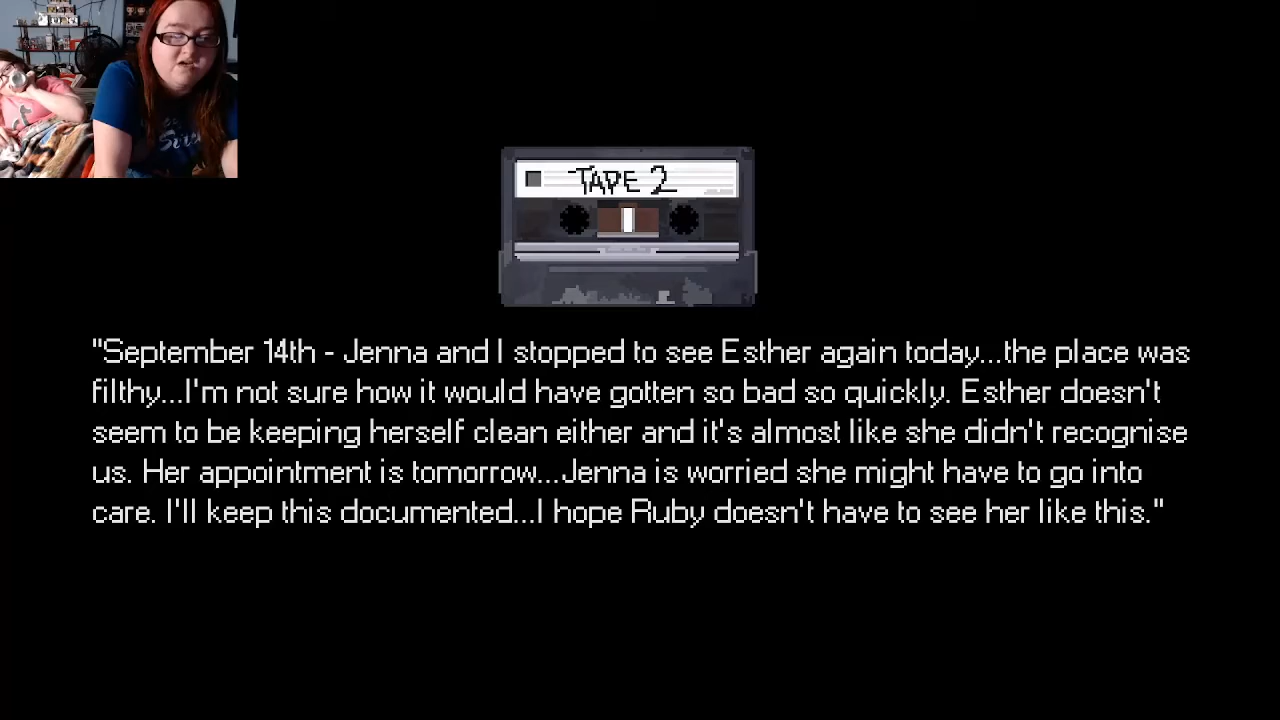 TAPE 2
"September 14th - Jenna and I stopped to see Esther again today...the place was
filthy...I'm not sure how it would have gotten so bad so quickly. Esther doesn't
seem to be keeping herself clean either and it's almost like she didn't recognise
us. Her appointment is tomorrow...Jenna is worried she might have to go into
care. I'll keep this documented...I hope Ruby doesn't have to see her like this."